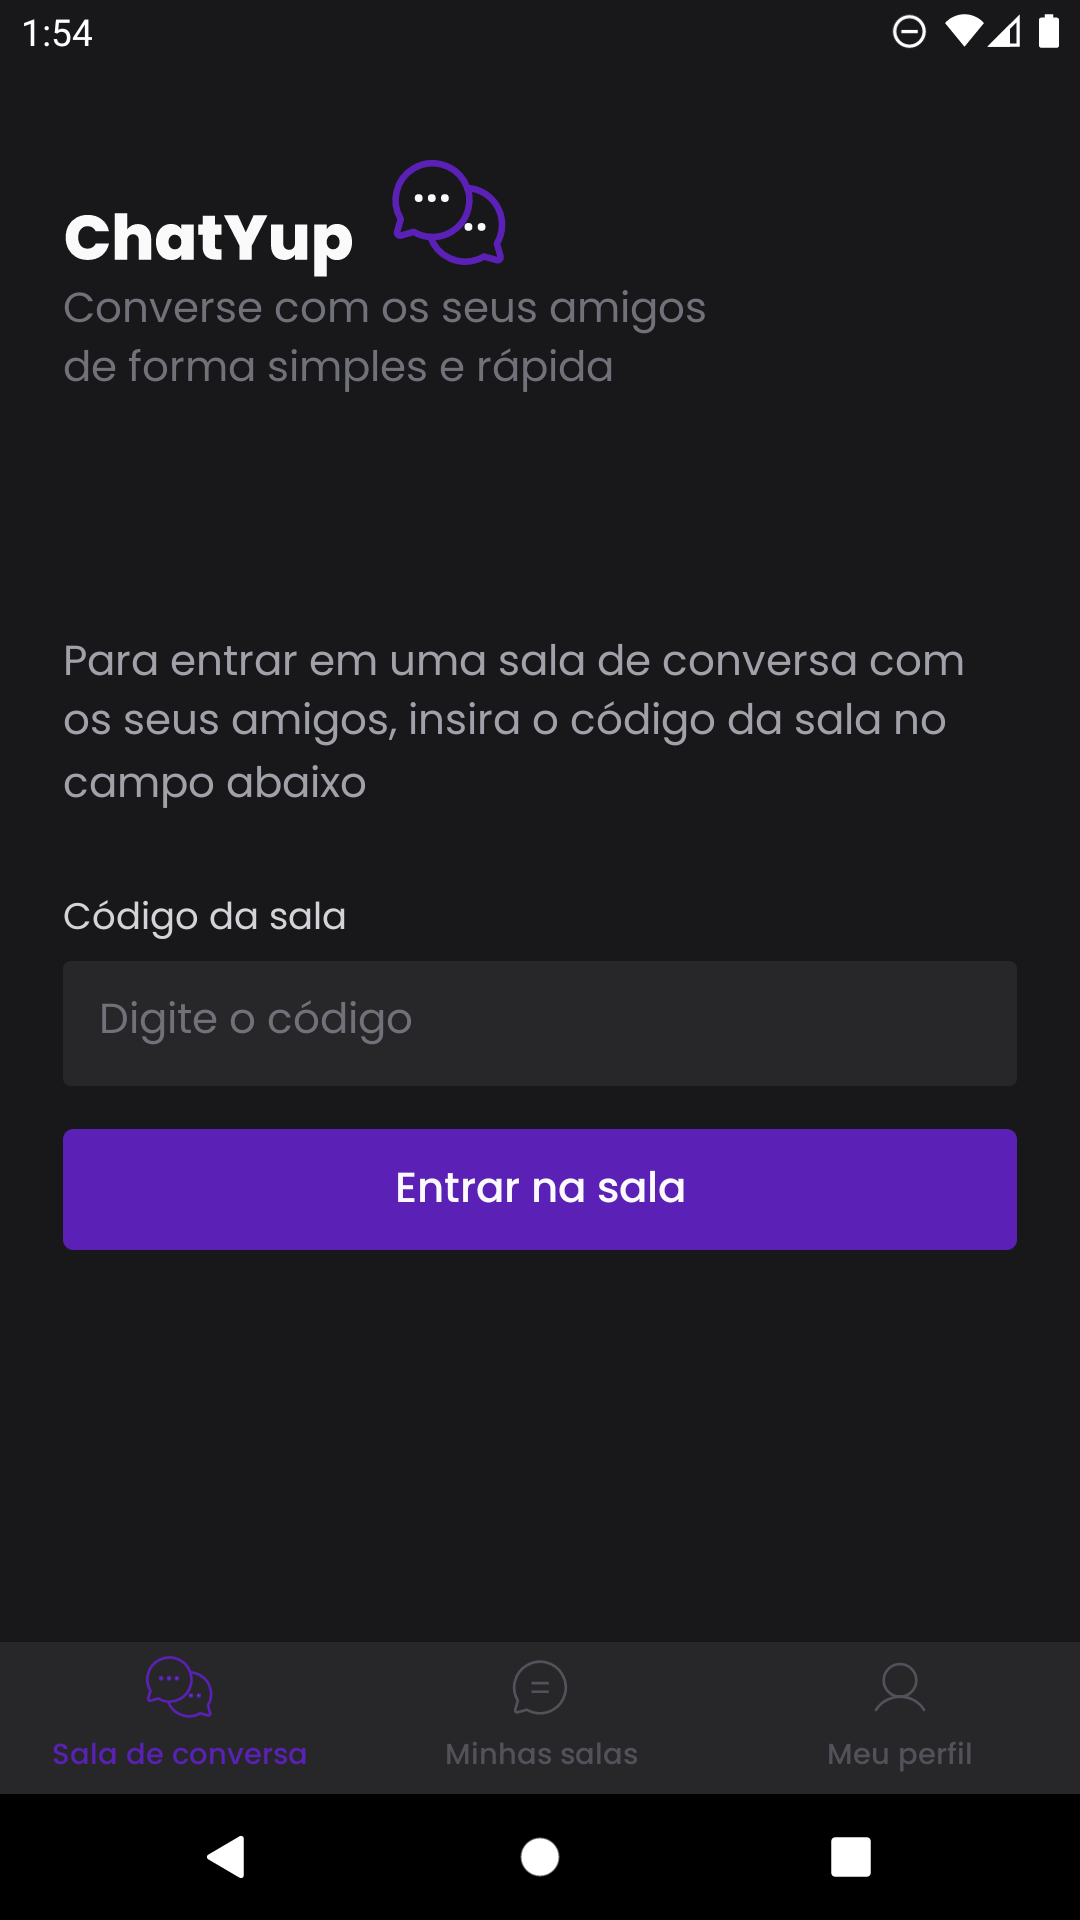 1:54
ChatYup
Converse com os seus amigos
de forma simples e rápida
Para entrar em uma sala de conversa com
os seus amigos, insira o código da sala no
campo abaixo
Código da sala
Digite o código
Entrar na sala
Sala de conversa
Minhas salas
Meu perfil